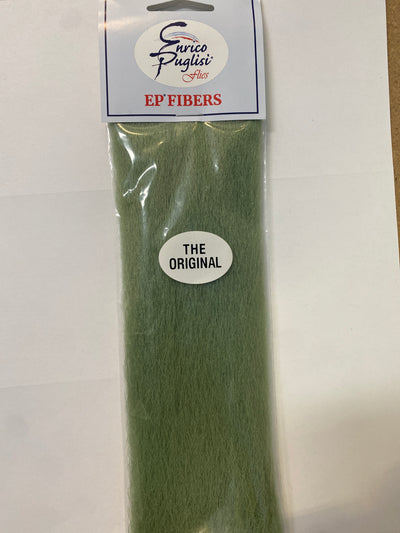 Enrico
Puglisi®
Flies
EP® FIBERS
THE
ORIGINAL